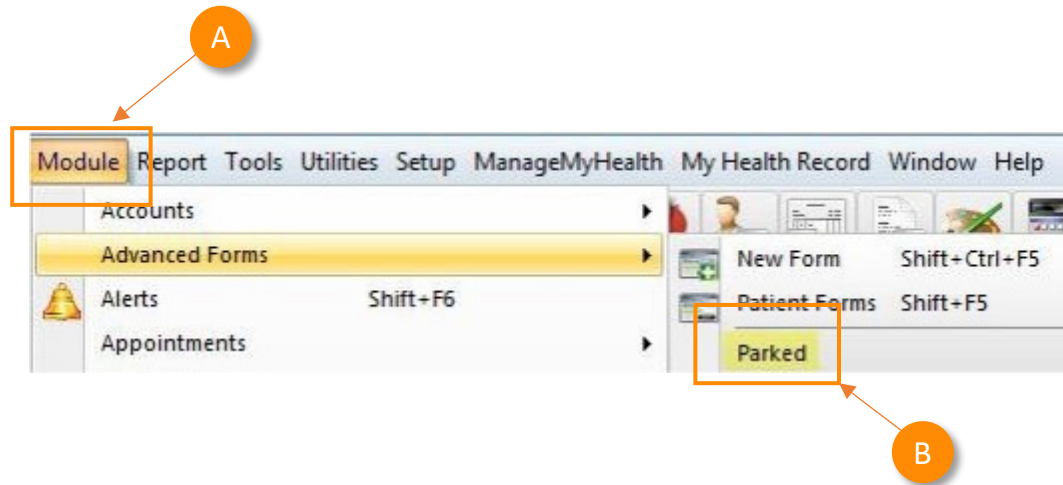 A
Module Report Tools Utilities Setup ManageMyHealth My Health Record Window Help
Accounts
Advanced Forms
New Form Shift+Ctrl+F5
Alerts Shift+F6
Patient Forms Shift+F5
Appointments
Parked
B